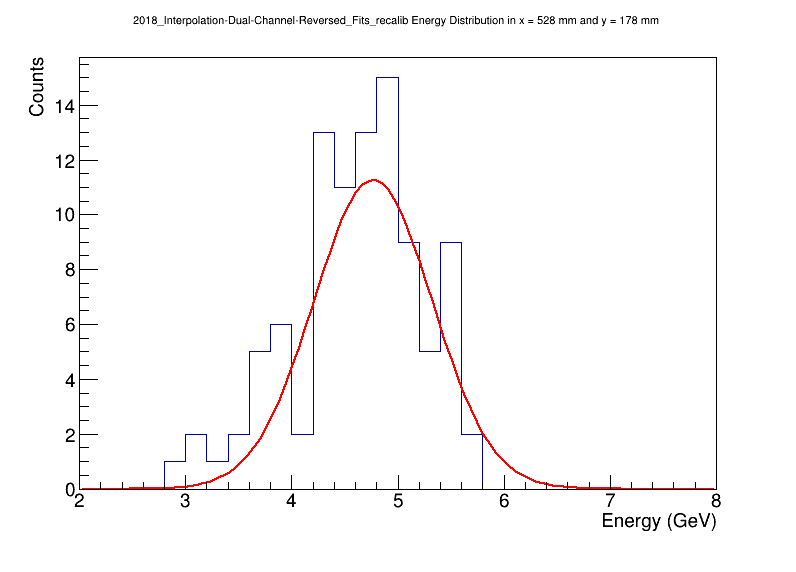 2018_Interpolation-Dual-Channel-Reversed_Fits_recalib Energy Distribution in x = 528 mm and y = 178 mm
Counts
14
12
10
8
6
4
2
0
2 3 4 5 6 7 8
Energy (GeV)